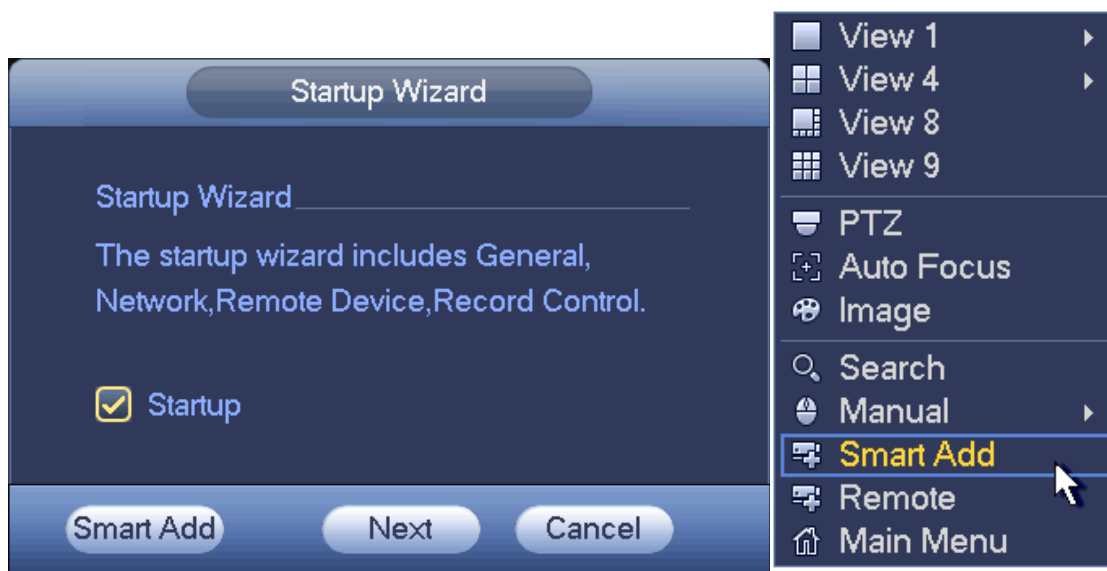 Startup Wizard
Startup Wizard
The startup wizard includes General,
Network,Remote Device,Record Control.
Startup
Smart Add
Next
Cancel
View 1
View 4
View 8
View 9
PTZ
Auto Focus
Image
Search
Manual
Smart Add
Remote
Main Menu